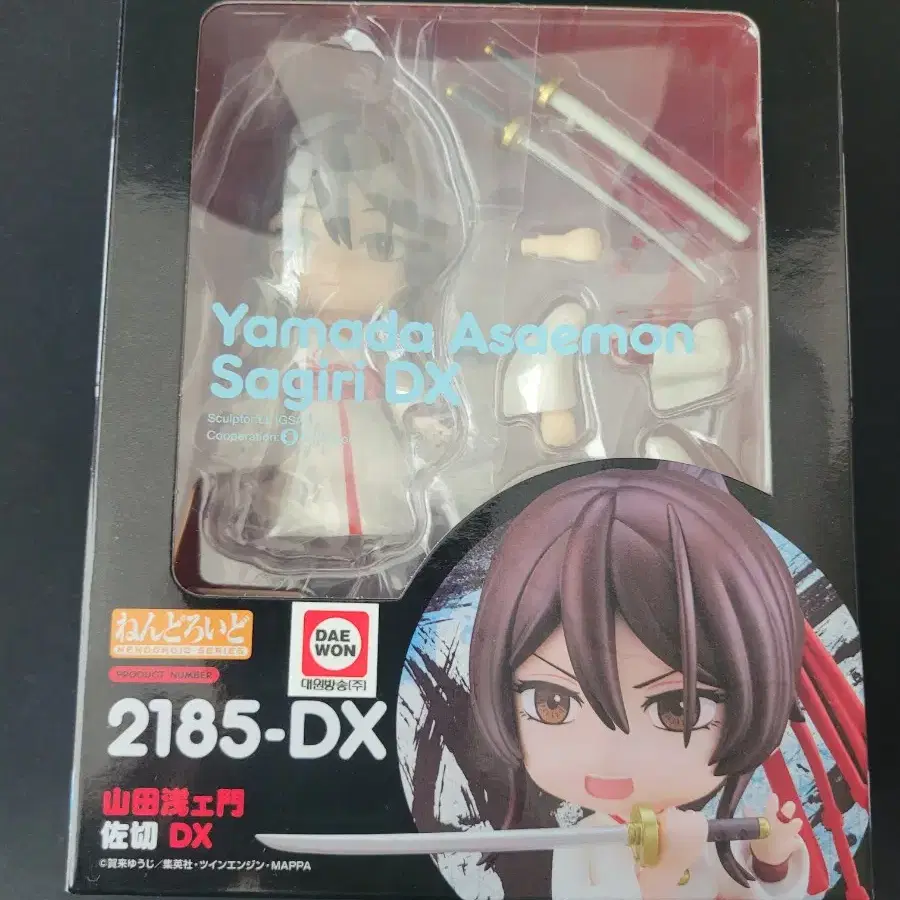 Yamada Asaemon
Sagiri DX
Cooperation:
ねんどろいど
NENDOROID SERIES
PRODUCT NUMBER
DAE
WON
대원방송(주)
2185-DX
山田浅ェ門
佐切 DX
©賀来ゆうじ/集英社・ツインエンジン・MAPPA